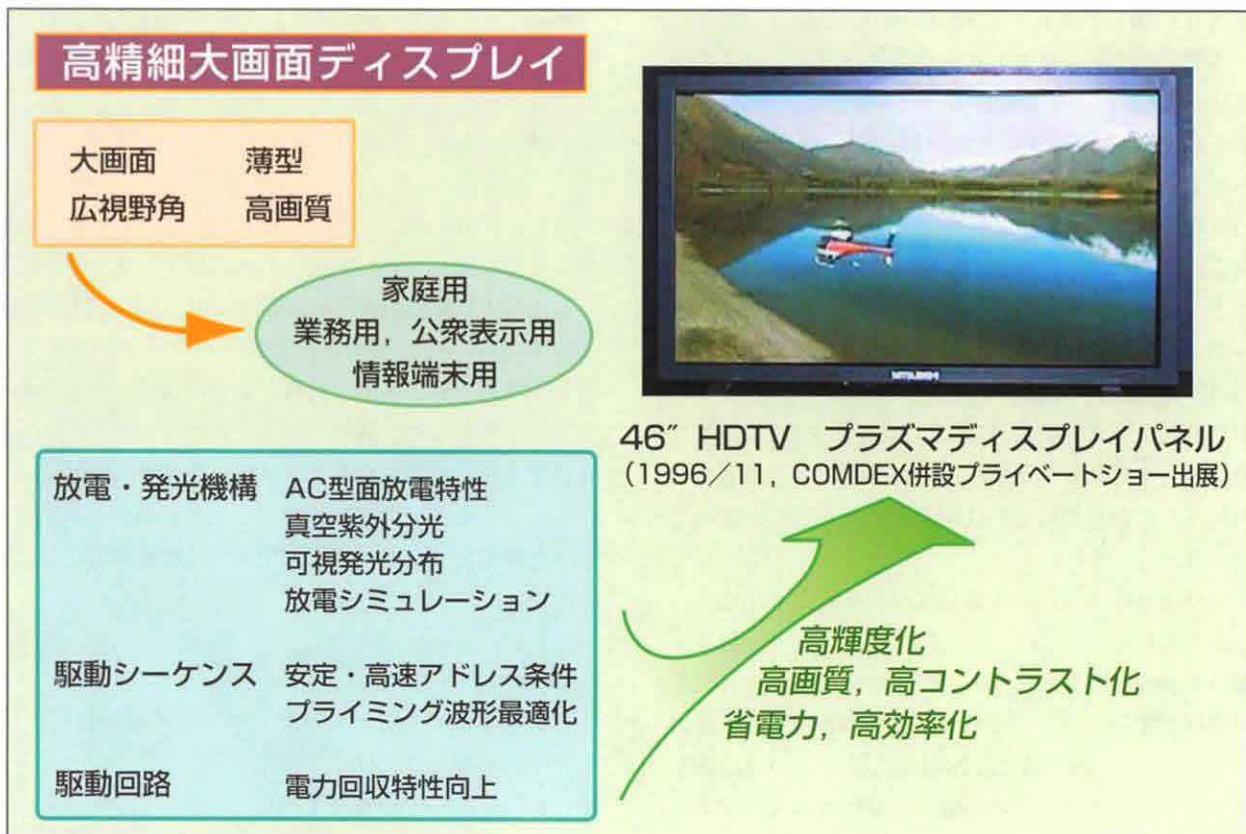 高精細大画面ディスプレイ
大画面 薄型
広視野角 高画質
家庭用
業務用，公衆表示用
情報端末用
MITSUBISHI
46″ HDTV プラズマディスプレイパネル
（1996／11，COMDEX併設プライベートショー出展）
放電・発光機構 AC型面放電特性
真空紫外分光
可視発光分布
放電シミュレーション
駆動シーケンス 安定・高速アドレス条件
プライミング波形最適化
駆動回路 電力回収特性向上
高輝度化
高画質，高コントラスト化
省電力，高効率化